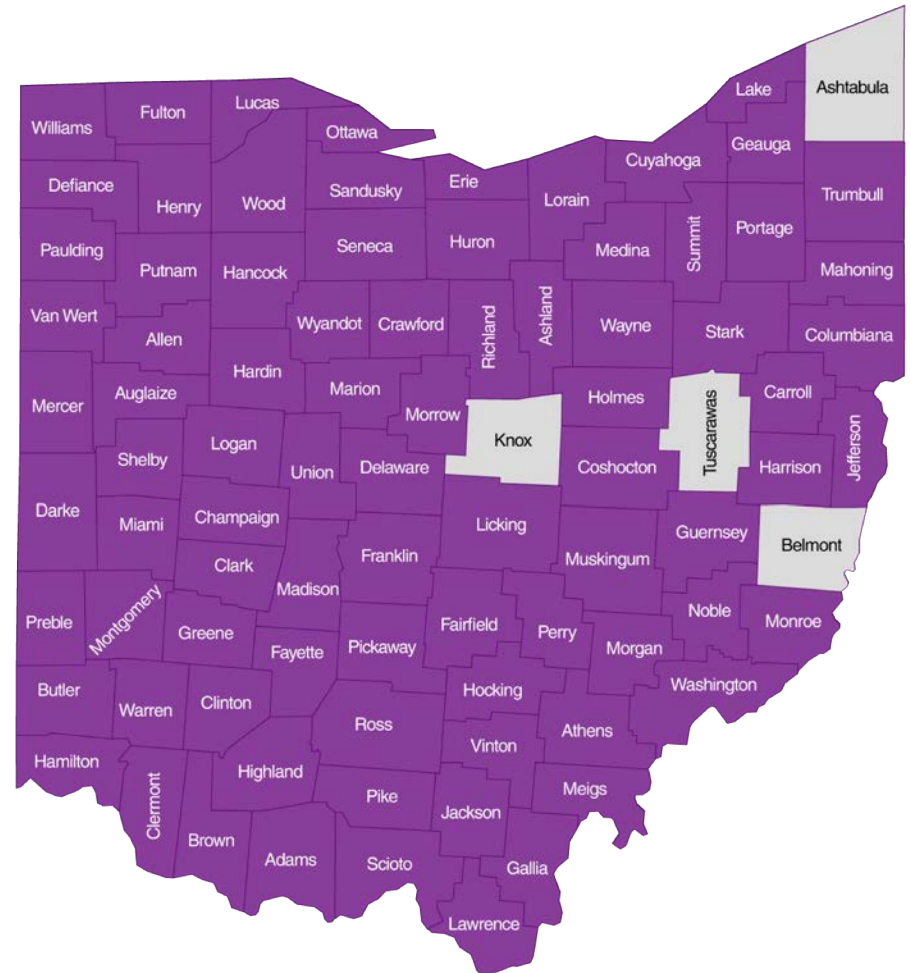 Ashtabula
Lake
Lucas
Fulton
Williams
Ottawa
Geauga
Cuyahoga
Erie
Defiance
Sandusky
Trumbull
Lorain
Wood
Henry
Portage
Summit
Huron
Seneca
Medina
Paulding
Putnam
Hancock
Mahoning
Van Wert
Wyandot
Crawford
Richland
Ashland
Wayne
Stark
Columbiana
Allen
Hardin
Marion
Auglaize
Carroll
Holmes
Mercer
Morrow
Tuscarawas
Knox
Logan
Jefferson
Shelby
Union
Delaware
Coshocton
Harrison
Darke
Miami
Champaign
Licking
Guernsey
Belmont
Franklin
Muskingum
Clark
Madison
Noble
Montgomery
Preble
Greene
Fairfield
Perry
Monroe
Fayette
Pickaway
Morgan
Butler
Hocking
Washington
Warren
Clinton
Ross
Athens
Vinton
Hamilton
Highland
Clermont
Pike
Meigs
Jackson
Brown
Adams
Scioto
Gallia
Lawrence